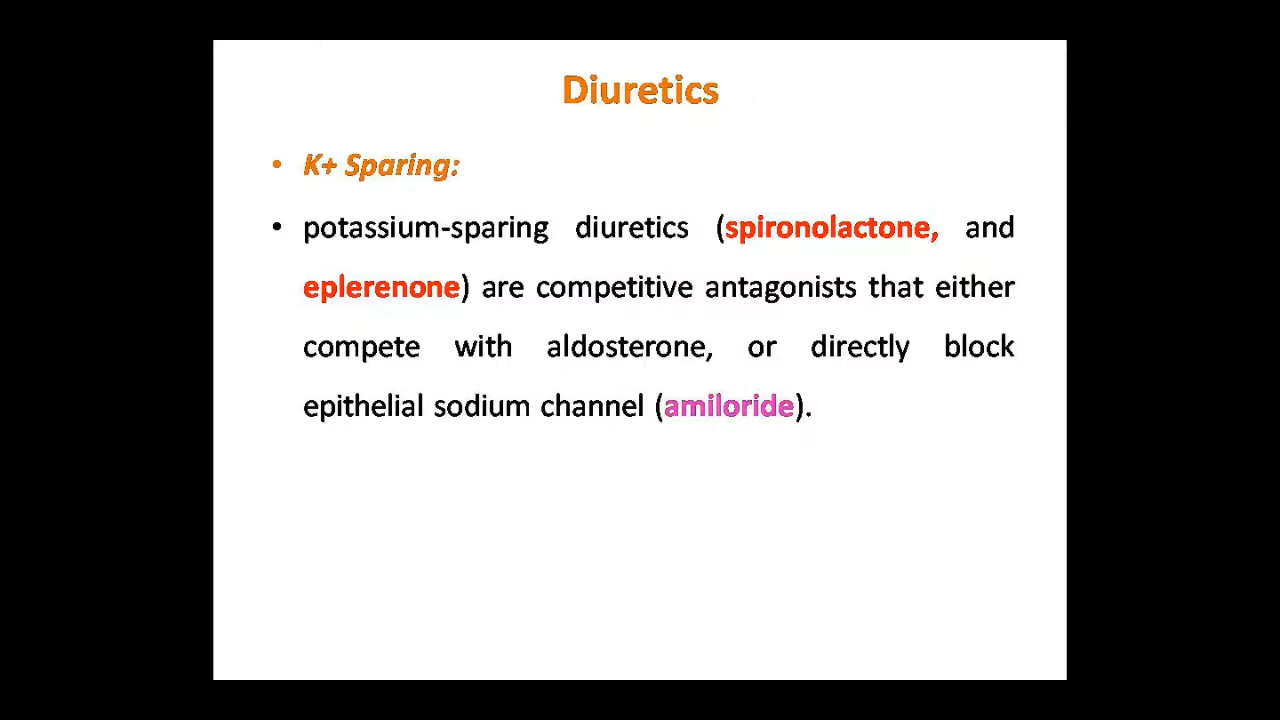 Diuretics
• K+ Sparing:
• potassium-sparing diuretics (spironolactone, and
eplerenone) are competitive antagonists that either
compete with aldosterone, or directly block
epithelial sodium channel (amiloride).